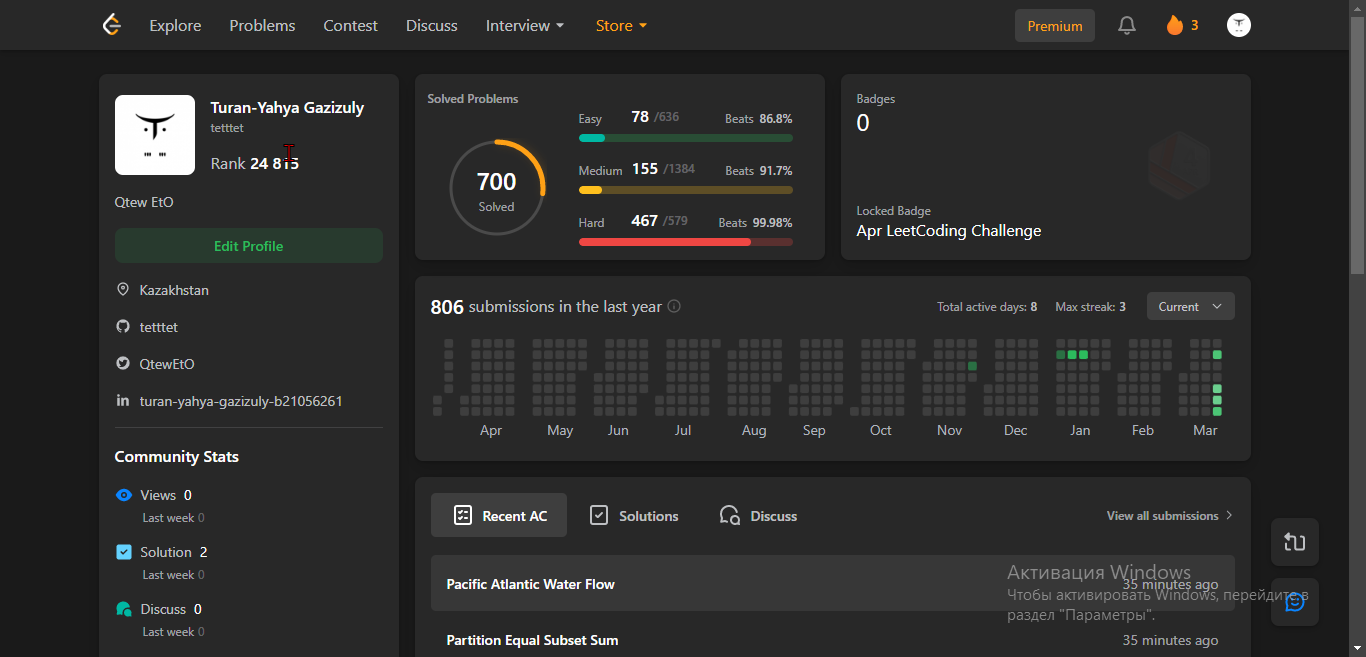 Explore Problems Contest Discuss Interview Store Premium 3
Turan-Yahya Gazizuly
tetttet
Rank 24 815
Qtew EtO
Edit Profile
Kazakhstan
tetttet
QtewEtO
turan-yahya-gazizuly-b21056261
Community Stats
Views 0
Last week 0
Solution 2
Last week 0
Discuss 0
Last week 0
Solved Problems
700
Solved
Easy 78 /636 Beats 86.8%
Medium 155 /1384 Beats 91.7%
Hard 467 /579 Beats 99.98%
Badges
0
Locked Badge
Apr LeetCoding Challenge
806 submissions in the last year Total active days: 8 Max streak: 3 Current
Apr May Jun Jul Aug Sep Oct Nov Dec Jan Feb Mar
Recent AC Solutions Discuss View all submissions
Pacific Atlantic Water Flow 35 minutes ago
Partition Equal Subset Sum 35 minutes ago
Активация Windows
Чтобы активировать Windows, перейдите в
раздел "Параметры".